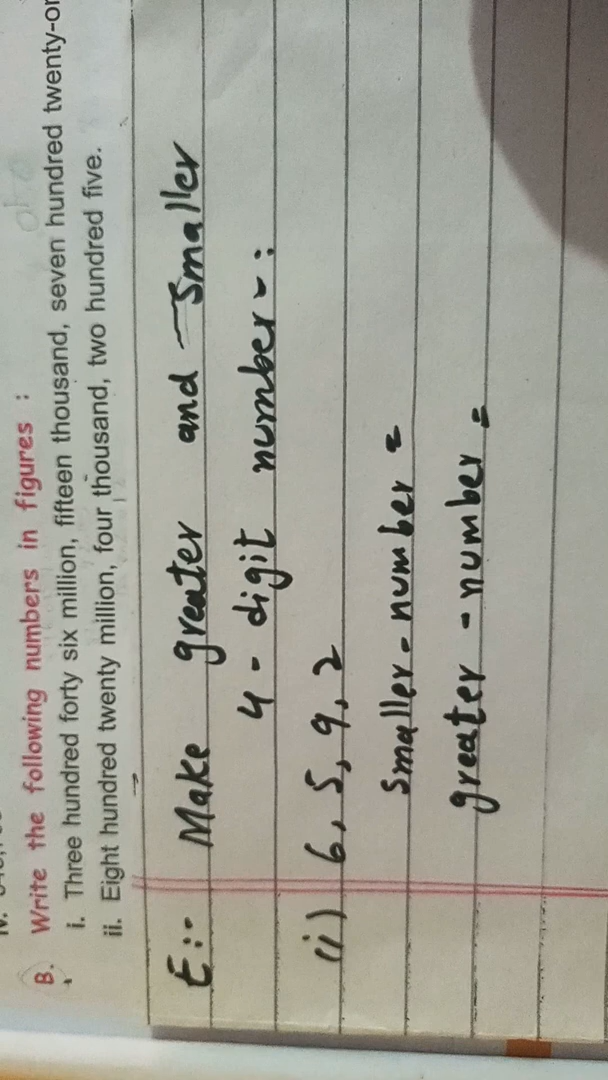 B. Write the following numbers in figures :
i. Three hundred forty six million, fifteen thousand, seven hundred twenty-
ii. Eight hundred twenty million, four thousand, two hundred five.
E:- Make greater and smaller
4 - digit number - :
(i) 6, 5, 9, 2
smaller - number =
greater - number =